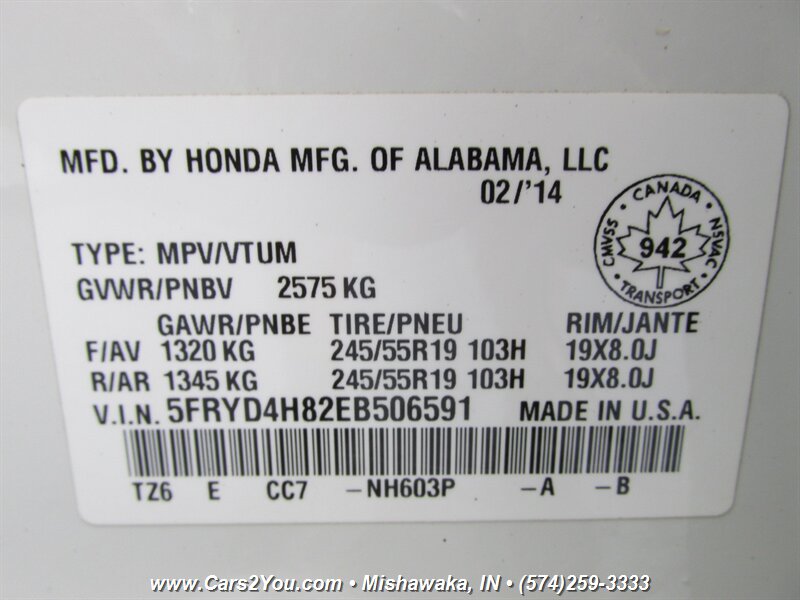 MFD. BY HONDA MFG. OF ALABAMA, LLC
02/'14
CANADA
CMVSS 942 NSVAC
TRANSPORT
TYPE: MPV/VTUM
GVWR/PNBV 2575 KG
GAWR/PNBE TIRE/PNEU RIM/JANTE
F/AV 1320 KG 245/55R19 103H 19X8.0J
R/AR 1345 KG 245/55R19 103H 19X8.0J
V.I.N. 5FRYD4H82EB506591 MADE IN U.S.A.
TZ6 E CC7 -NH603P -A -B
www.Cars2You.com • Mishawaka, IN • (574)259-3333